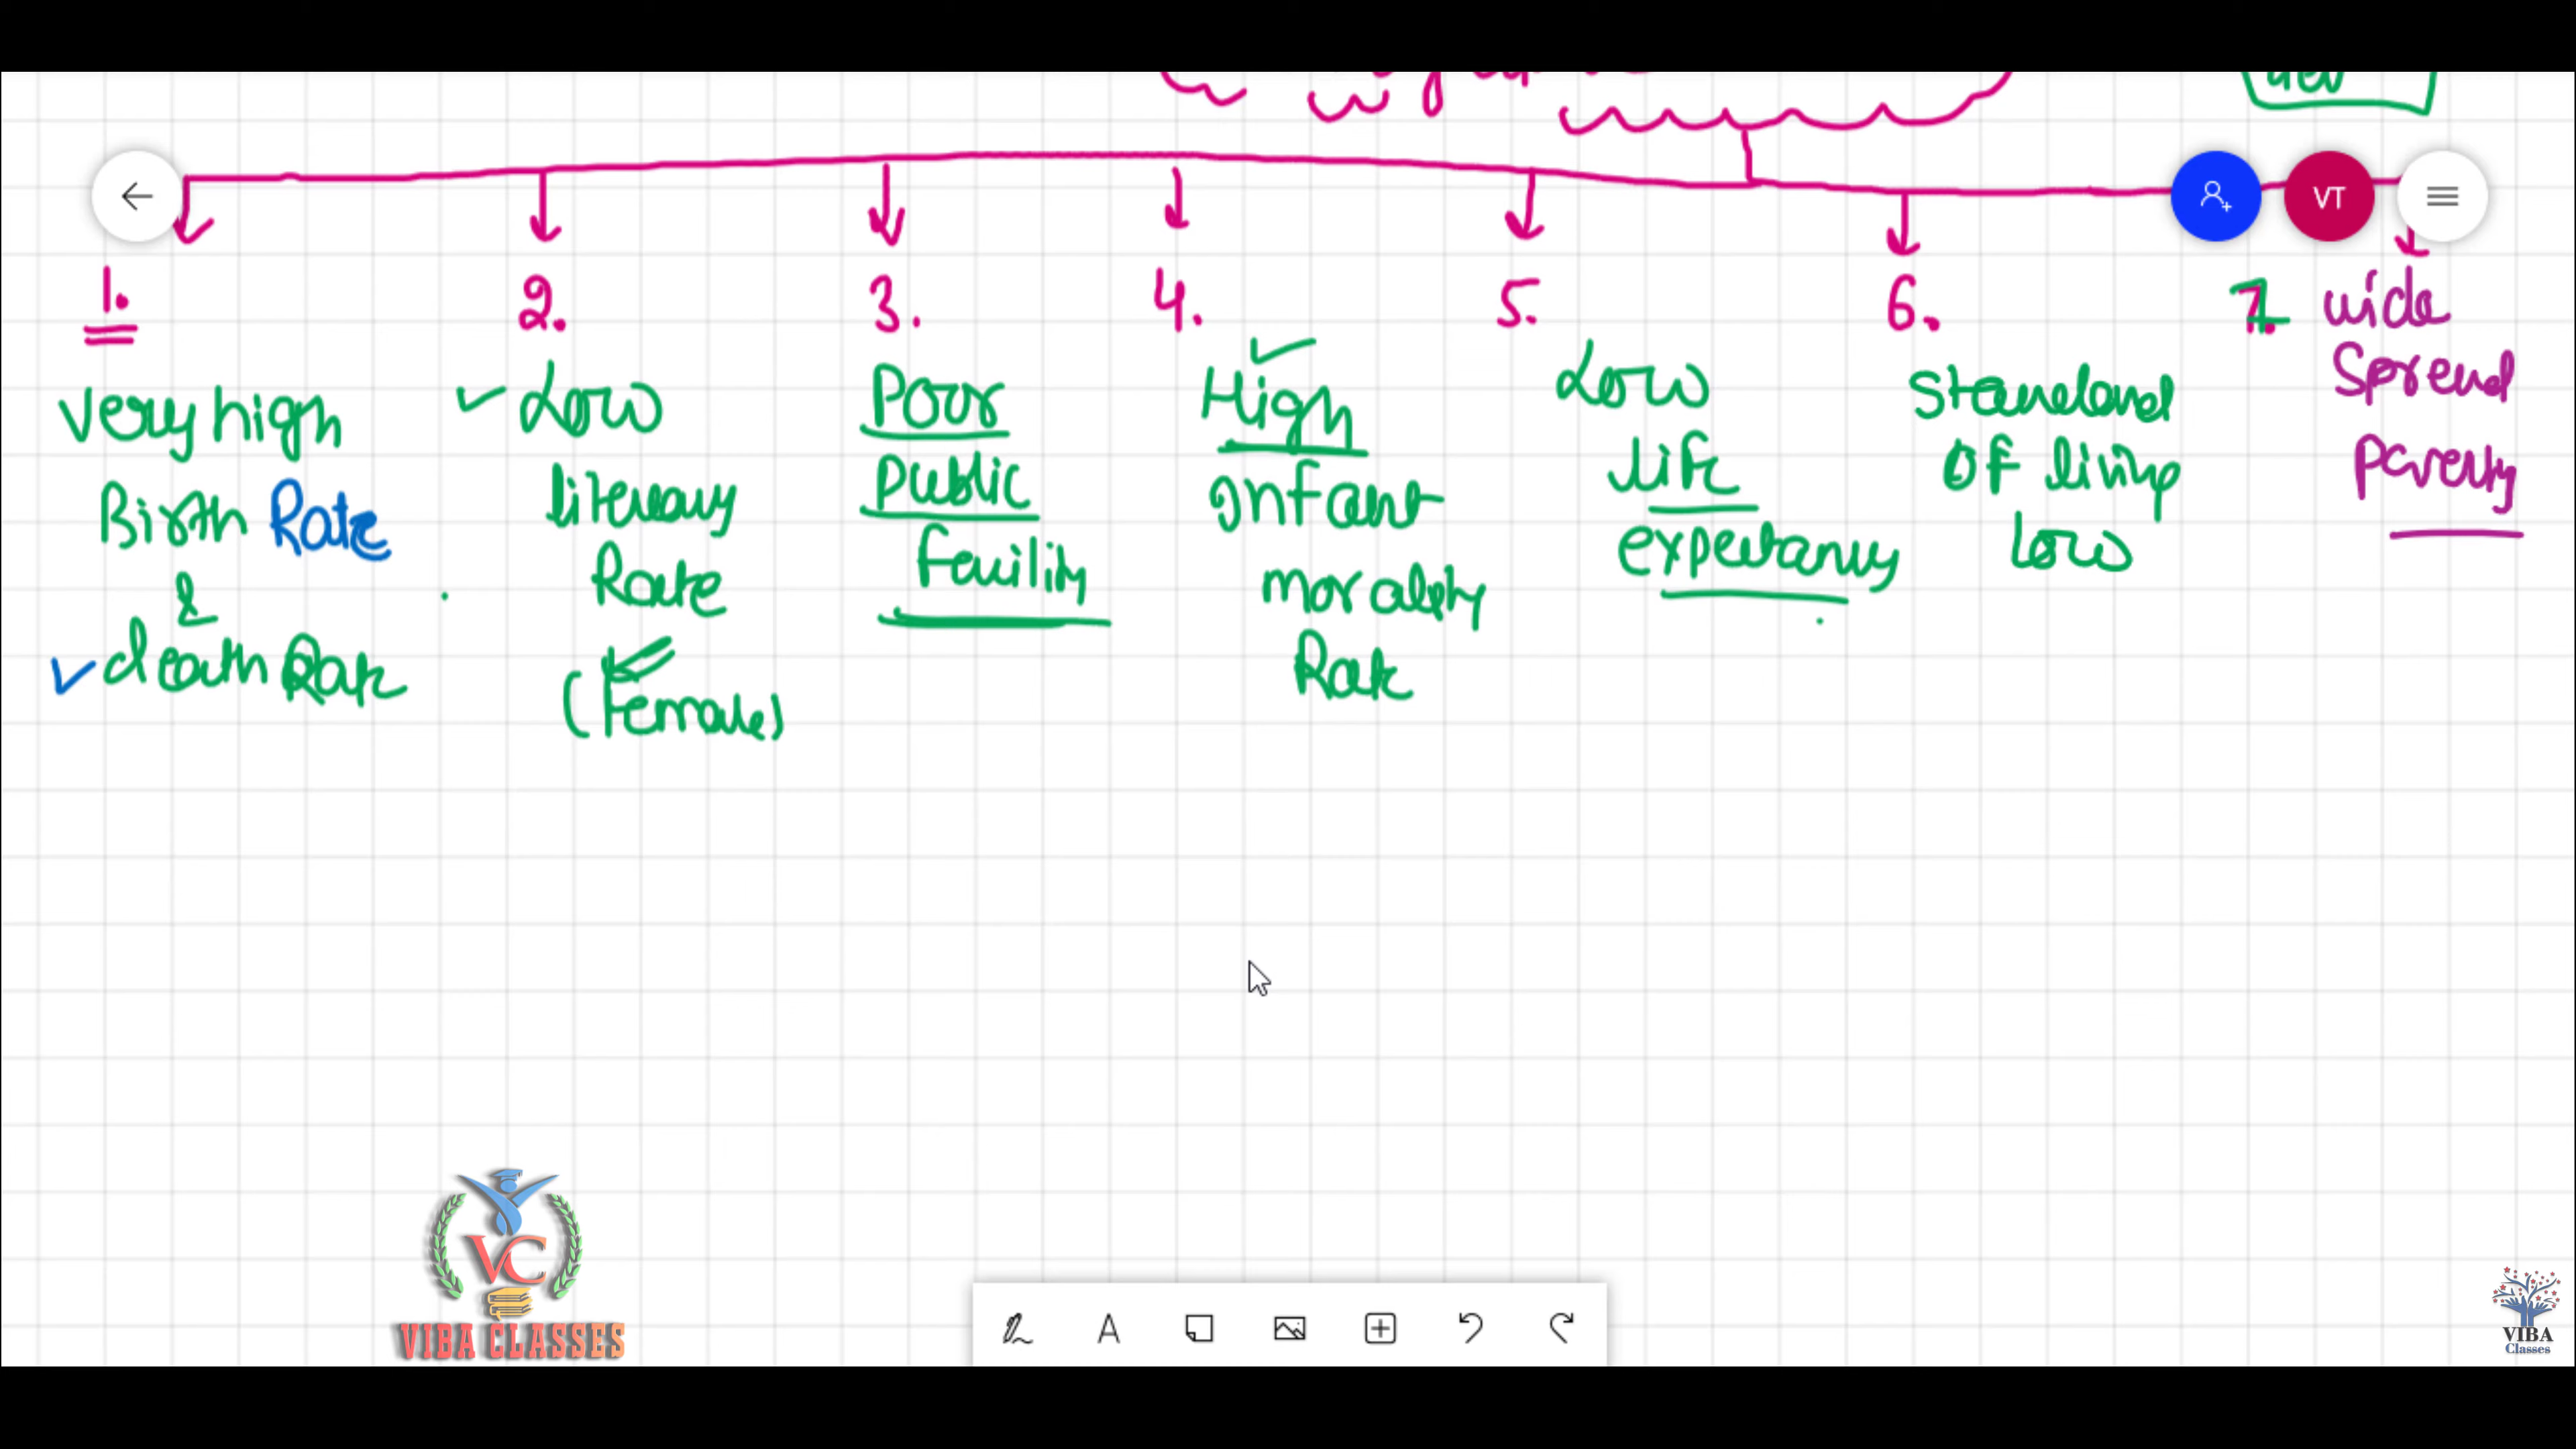 1.
very high
Birth Rate
&
death Rate
2.
Low
literacy
Rate
(Female)
3.
Poor
Public
facility
4.
High
infant
morality
Rate
5.
Low
life
expectancy
6.
Standard
of living
low
7. wide
Spread
Poverty
VT
VC
VIBA CLASSES
A
VIBA
Classes